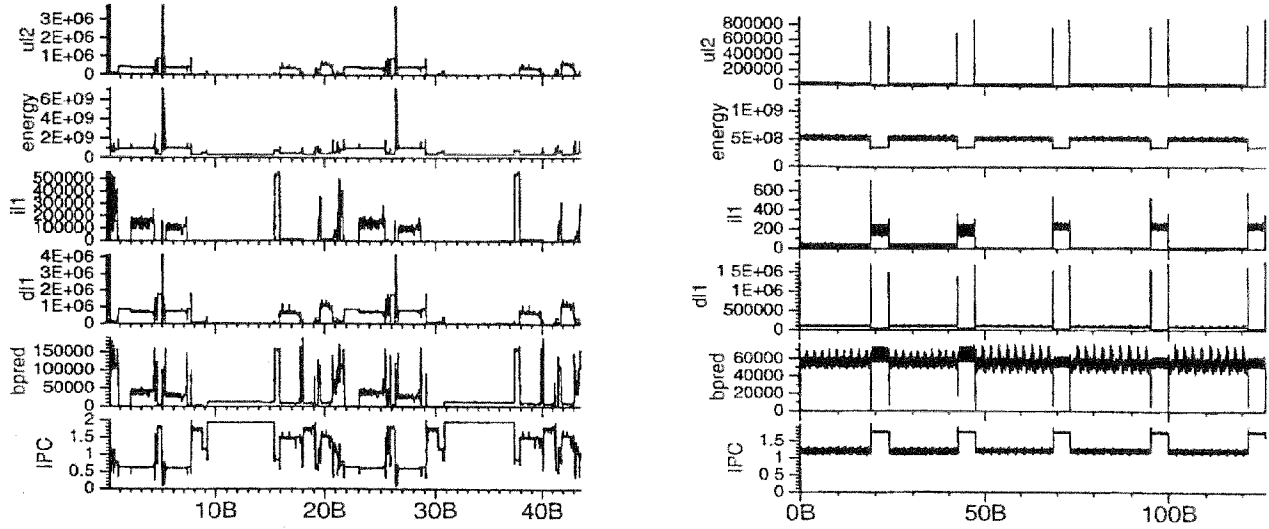 3E+06
2E+06
1E+06
0
ul2
6E+09
4E+09
2E+09
0
energy
500000
400000
300000
200000
100000
0
il1
4E+06
3E+06
2E+06
1E+06
0
dl1
150000
100000
50000
0
bpred
2
1.5
1
0.5
0
IPC
10B
20B
30B
40B
800000
600000
400000
200000
0
ul2
1E+09
5E+08
0
energy
600
400
200
0
il1
1 5E+06
1E+06
500000
0
dl1
60000
40000
20000
0
bpred
1.5
1
0.5
0
IPC
0B
50B
100B